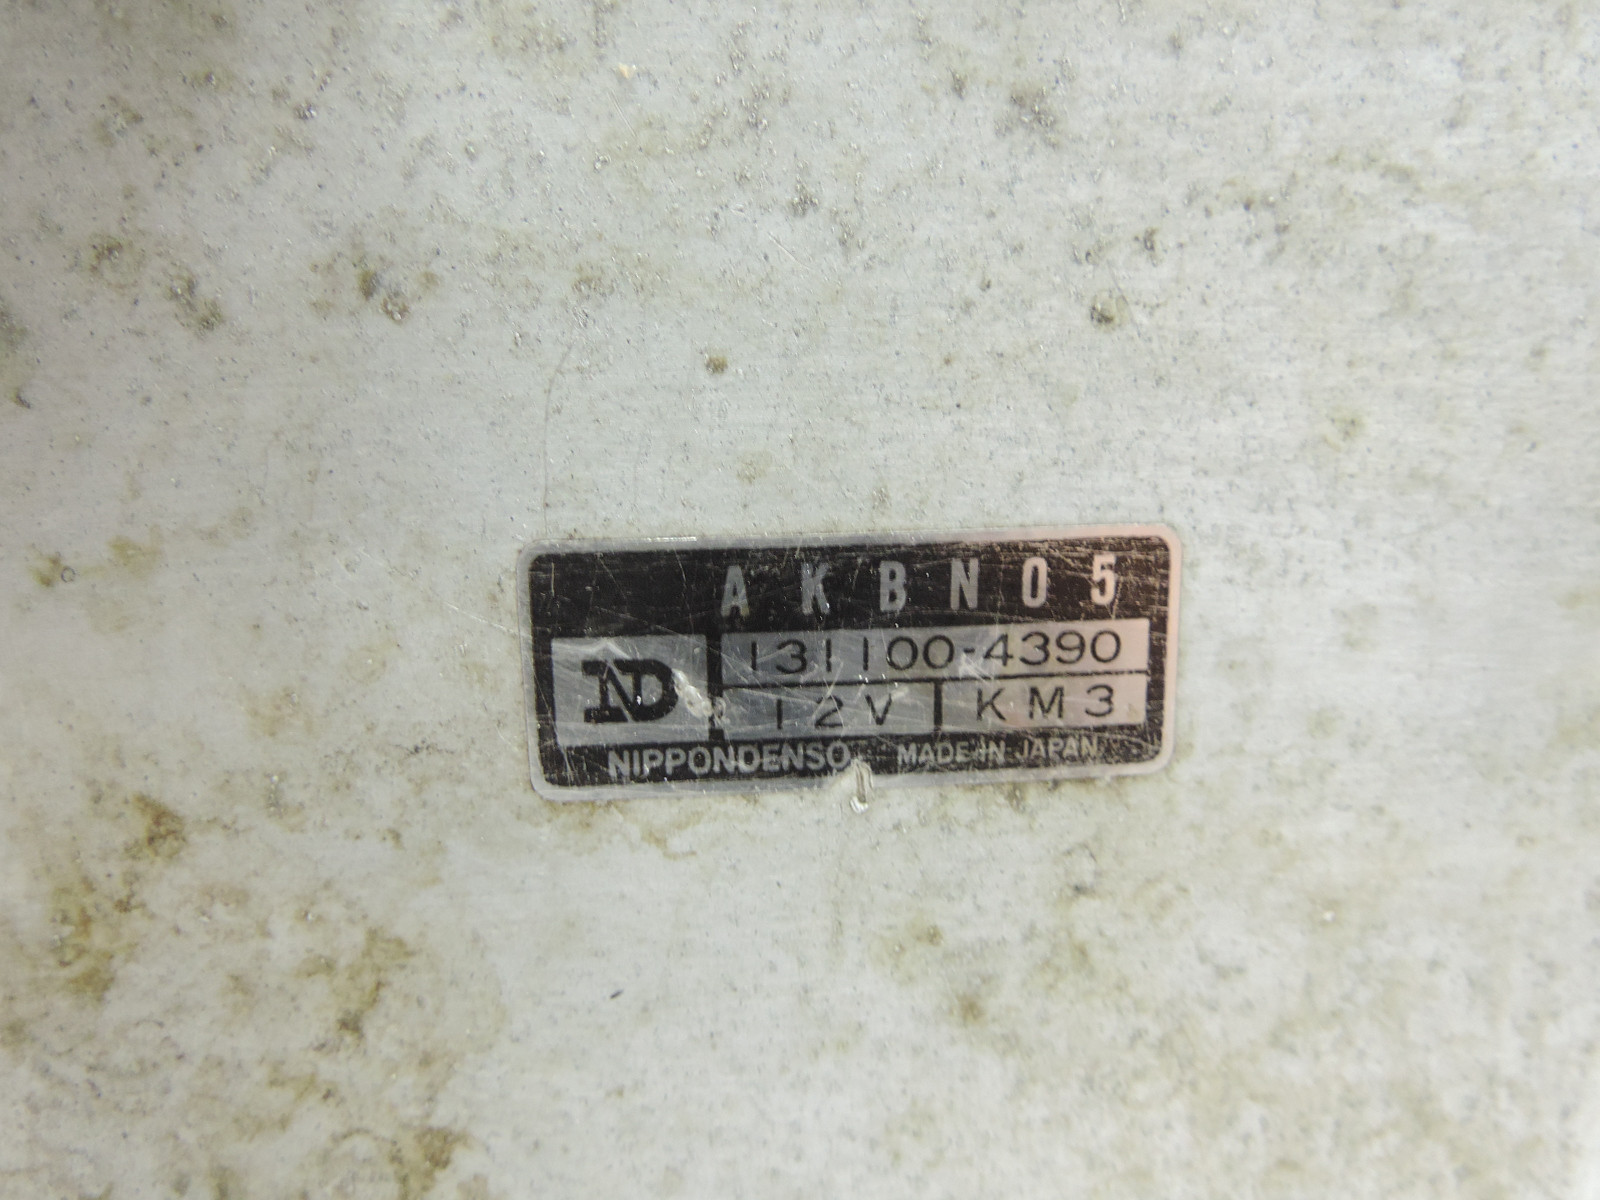 AKBN05
ND
131100-4390
12V KM3
NIPPONDENSO MADE IN JAPAN